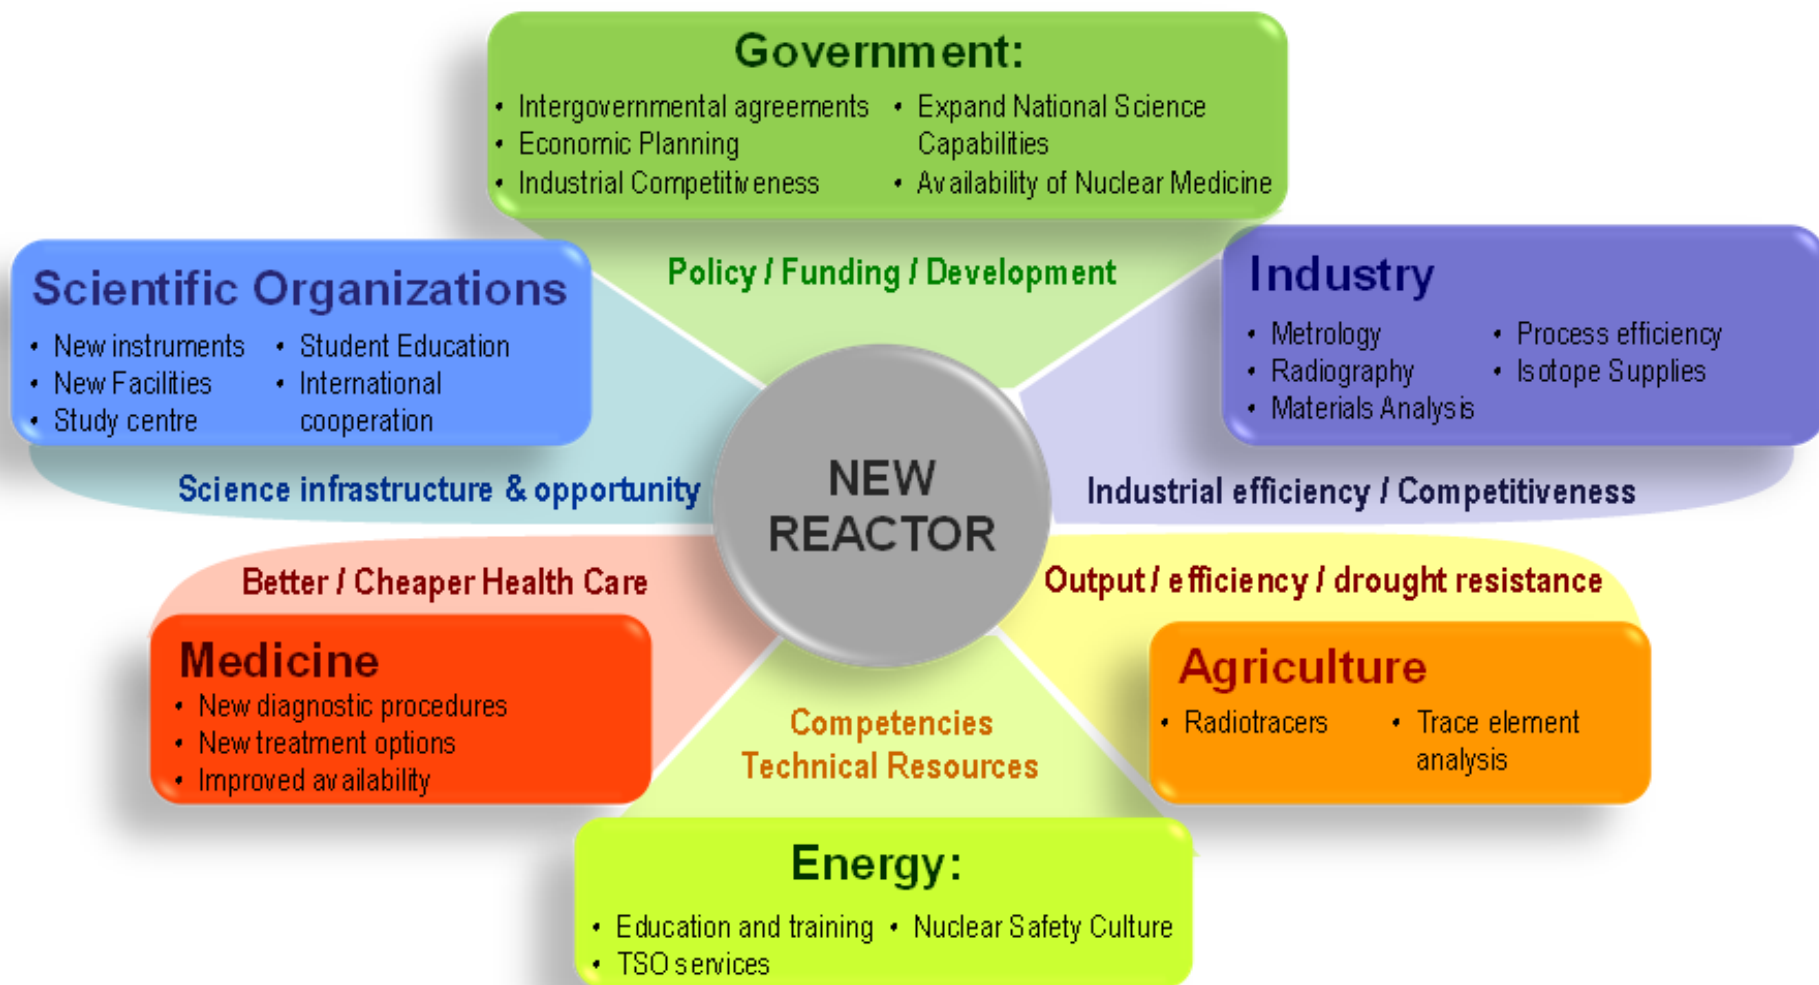 Government:
• Intergovernmental agreements
• Economic Planning
• Industrial Competitiveness
• Expand National Science
Capabilities
• Availability of Nuclear Medicine
Policy / Funding / Development
Scientific Organizations
• New instruments
• New Facilities
• Study centre
• Student Education
• International
cooperation
Science infrastructure & opportunity
Industry
• Metrology
• Radiography
• Materials Analysis
• Process efficiency
• Isotope Supplies
Industrial efficiency / Competitiveness
NEW
REACTOR
Better / Cheaper Health Care
Medicine
• New diagnostic procedures
• New treatment options
• Improved availability
Output / efficiency / drought resistance
Agriculture
• Radiotracers
• Trace element
analysis
Competencies
Technical Resources
Energy:
• Education and training
• TSO services
• Nuclear Safety Culture